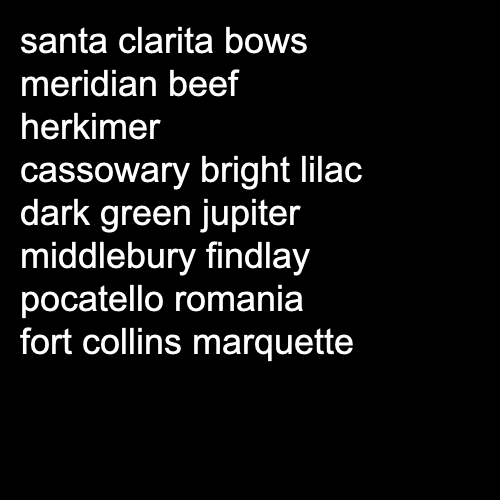 santa clarita bows
meridian beef
herkimer
cassowary bright lilac
dark green jupiter
middlebury findlay
pocatello romania
fort collins marquette